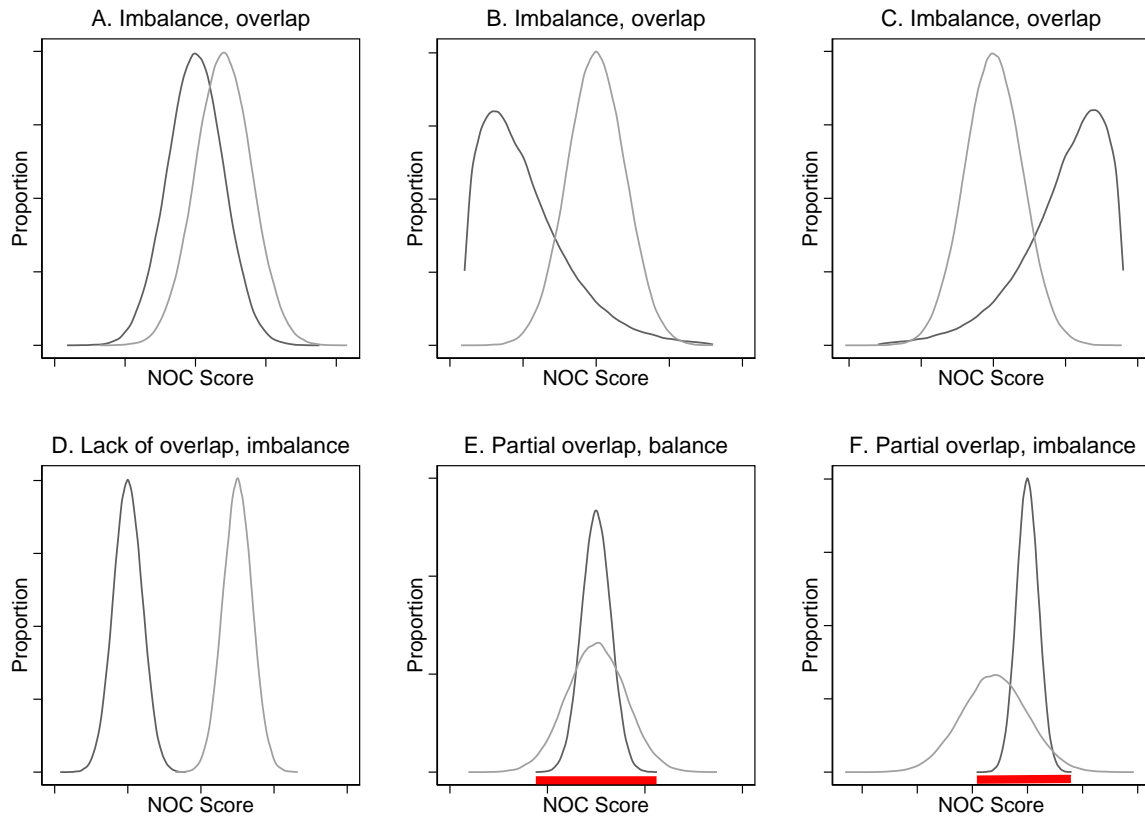 A. Imbalance, overlap
Proportion
NOC Score
B. Imbalance, overlap
Proportion
NOC Score
C. Imbalance, overlap
Proportion
NOC Score
D. Lack of overlap, imbalance
Proportion
NOC Score
E. Partial overlap, balance
Proportion
NOC Score
F. Partial overlap, imbalance
Proportion
NOC Score